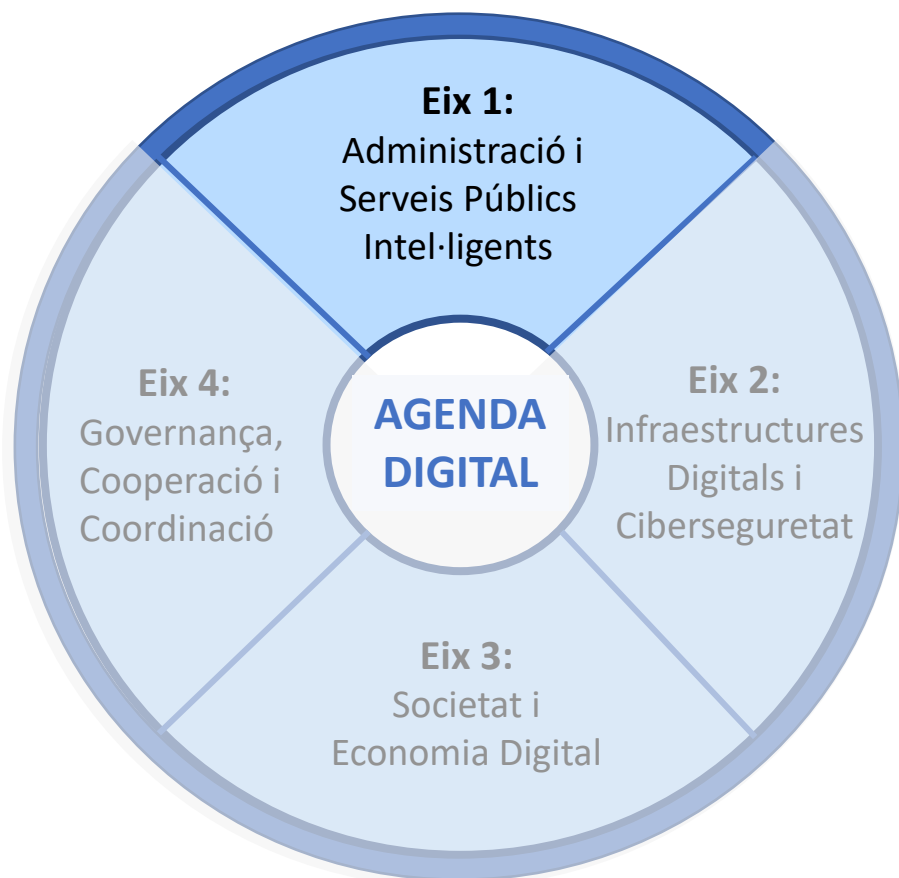 Eix 1:
Administració i
Serveis Públics
Intel·ligents
Eix 4:
Governança,
Cooperació i
Coordinació
AGENDA
DIGITAL
Eix 2:
Infraestructures
Digitals i
Ciberseguretat
Eix 3:
Societat i
Economia Digital